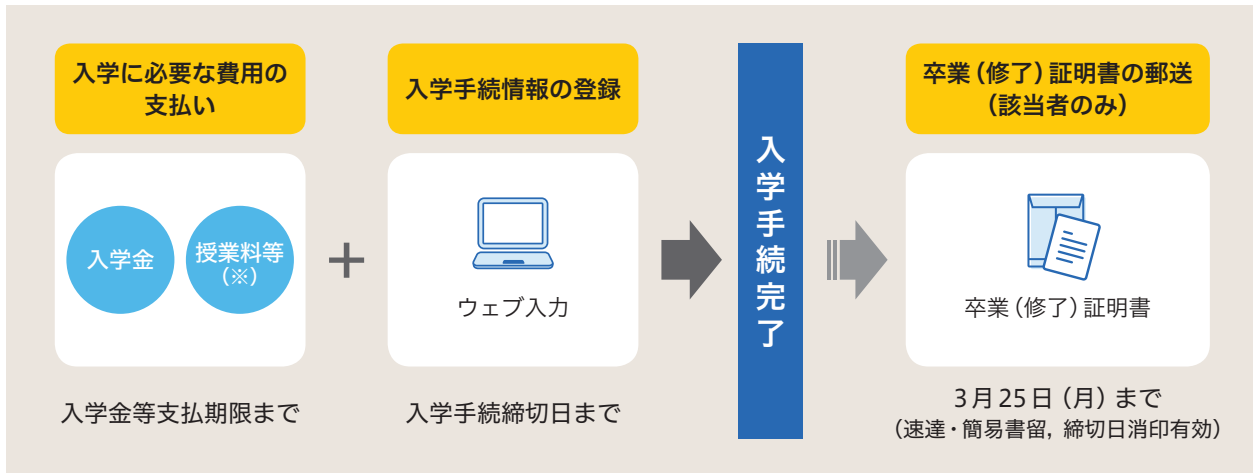 入学に必要な費用の
支払い
入学金
授業料等
(※)
入学金等支払期限まで
+
入学手続情報の登録
ウェブ入力
入学手続締切日まで
入学手続完了
卒業(修了)証明書の郵送
(該当者のみ)
卒業(修了)証明書
3月25日(月)まで
(速達・簡易書留,締切日消印有効)